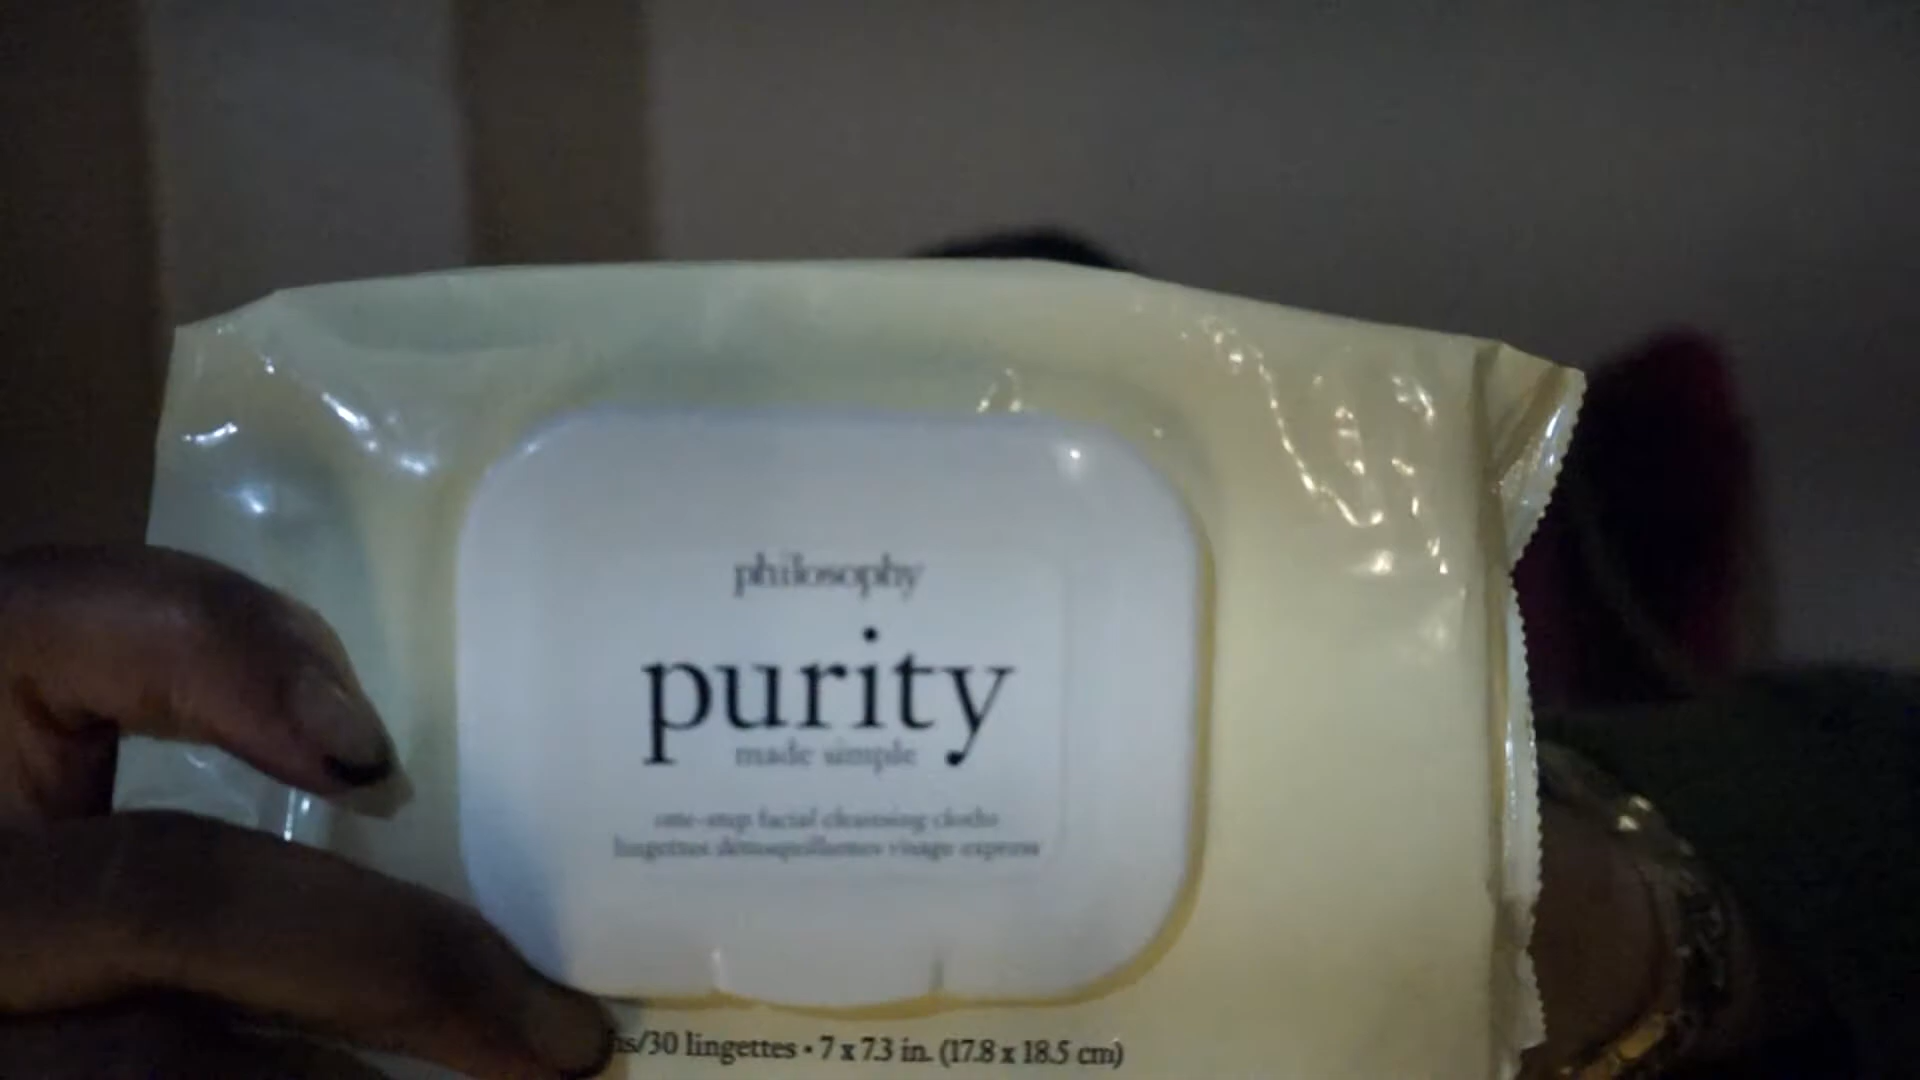 philosophy
purity
made simple
one-step facial cleansing cloths
lingettes démaquillantes visage express
/30 lingettes • 7 x 7.3 in. (17.8 x 18.5 cm)